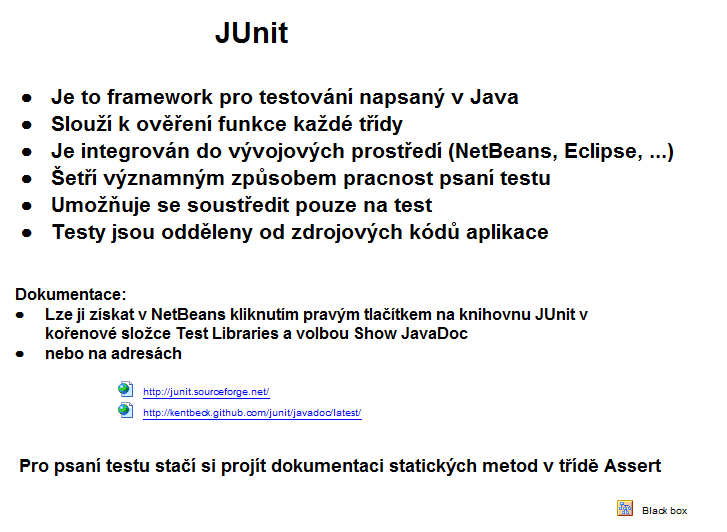 JUnit
● Je to framework pro testování napsaný v Java
● Slouží k ověření funkce každé třídy
● Je integrován do vývojových prostředí (NetBeans, Eclipse, ...)
● Šetří významným způsobem pracnost psaní testu
● Umožňuje se soustředit pouze na test
● Testy jsou odděleny od zdrojových kódů aplikace
Dokumentace:
● Lze ji získat v NetBeans kliknutím pravým tlačítkem na knihovnu JUnit v
kořenové složce Test Libraries a volbou Show JavaDoc
● nebo na adresách
http://junit.sourceforge.net/
http://kentbeck.github.com/junit/javadoc/latest/
Pro psaní testu stačí si projít dokumentaci statických metod v třídě Assert
Black box